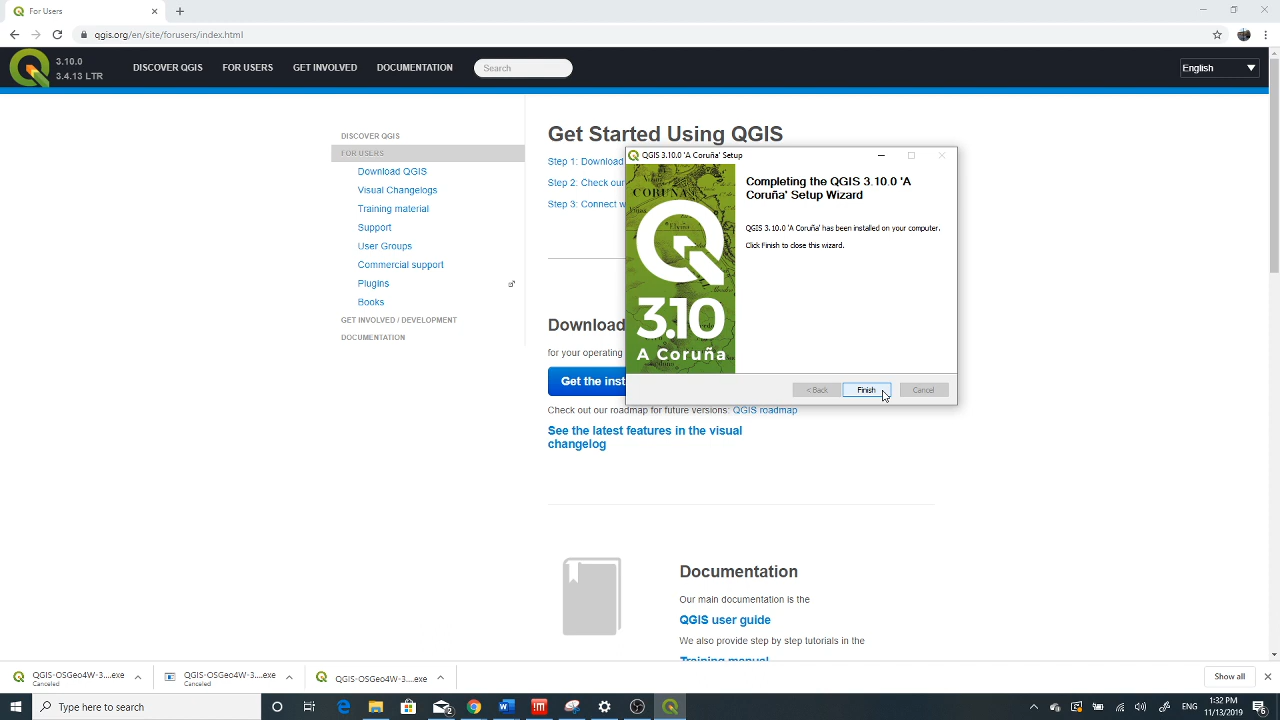 For Users
qgis.org/en/site/forusers/index.html
3.10.0
3.4.13 LTR
DISCOVER QGIS
FOR USERS
GET INVOLVED
DOCUMENTATION
Search
English
DISCOVER QGIS
FOR USERS
Download QGIS
Visual Changelogs
Training material
Support
User Groups
Commercial support
Plugins
Books
GET INVOLVED / DEVELOPMENT
DOCUMENTATION
Get Started Using QGIS
Step 1: Download
Step 2: Check our
Step 3: Connect w
Download
for your operating
Get the inst
Check out our roadmap for future versions: QGIS roadmap
See the latest features in the visual
changelog
Documentation
Our main documentation is the
QGIS user guide
We also provide step by step tutorials in the
Training manual
QGIS 3.10.0 'A Coruña' Setup
CORUNA
3.10
A Coruña
Completing the QGIS 3.10.0 'A
Coruña' Setup Wizard
QGIS 3.10.0 'A Coruña' has been installed on your computer.
Click Finish to close this wizard.
< Back
Finish
Cancel
QGIS-OSGeo4W-3....exe
Canceled
QGIS-OSGeo4W-3....exe
Canceled
QGIS-OSGeo4W-3....exe
Show all
Type here to search
ENG
1:32 PM
11/13/2019